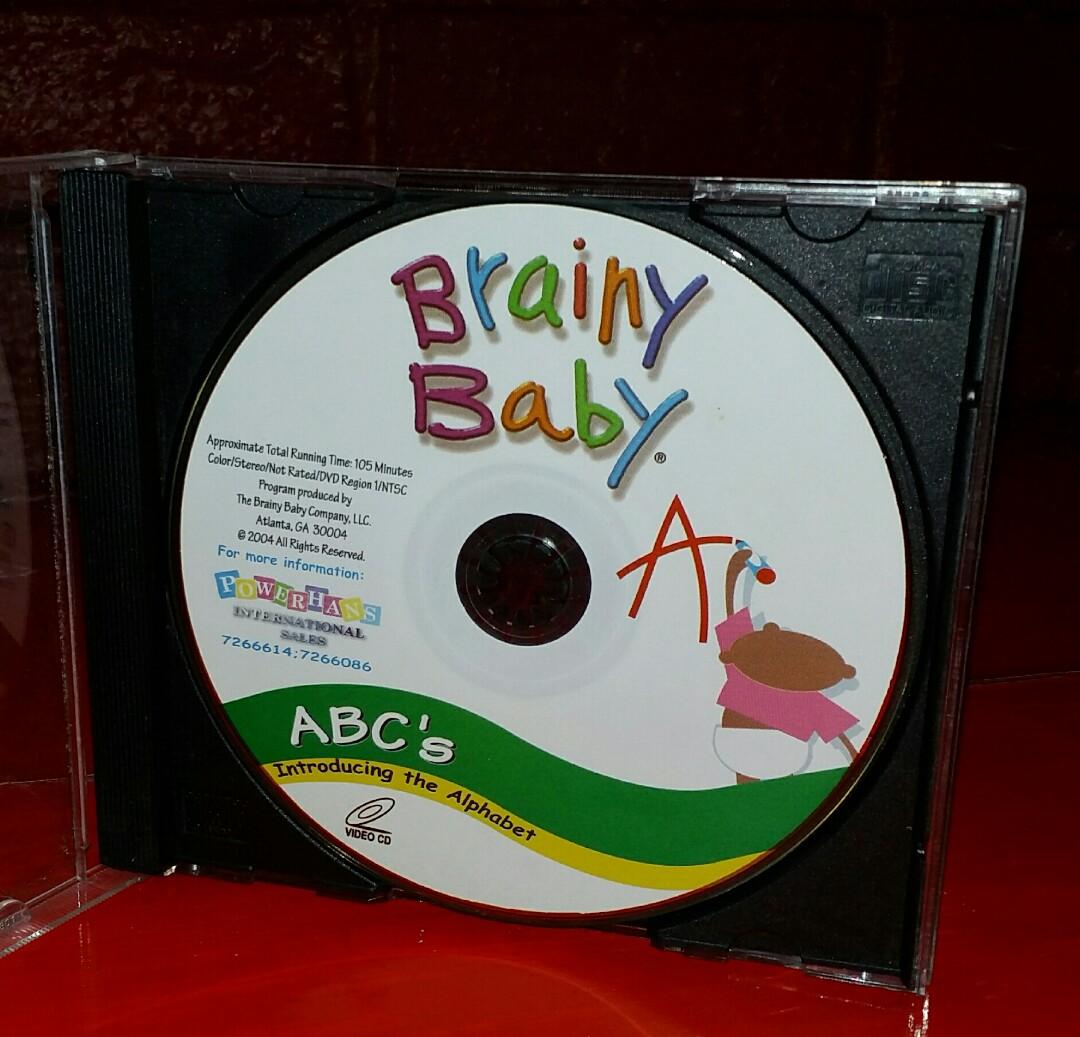 Brainy
Baby®
A
Approximate Total Running Time: 105 Minutes
Color/Stereo/Not Rated/DVD Region 1/NTSC
Program produced by
The Brainy Baby Company, LLC.
Atlanta, GA 30004
© 2004 All Rights Reserved.
For more information:
POWERHANS
INTERNATIONAL
SALES
7266614;7266086
ABC's
Introducing the Alphabet
VIDEO CD